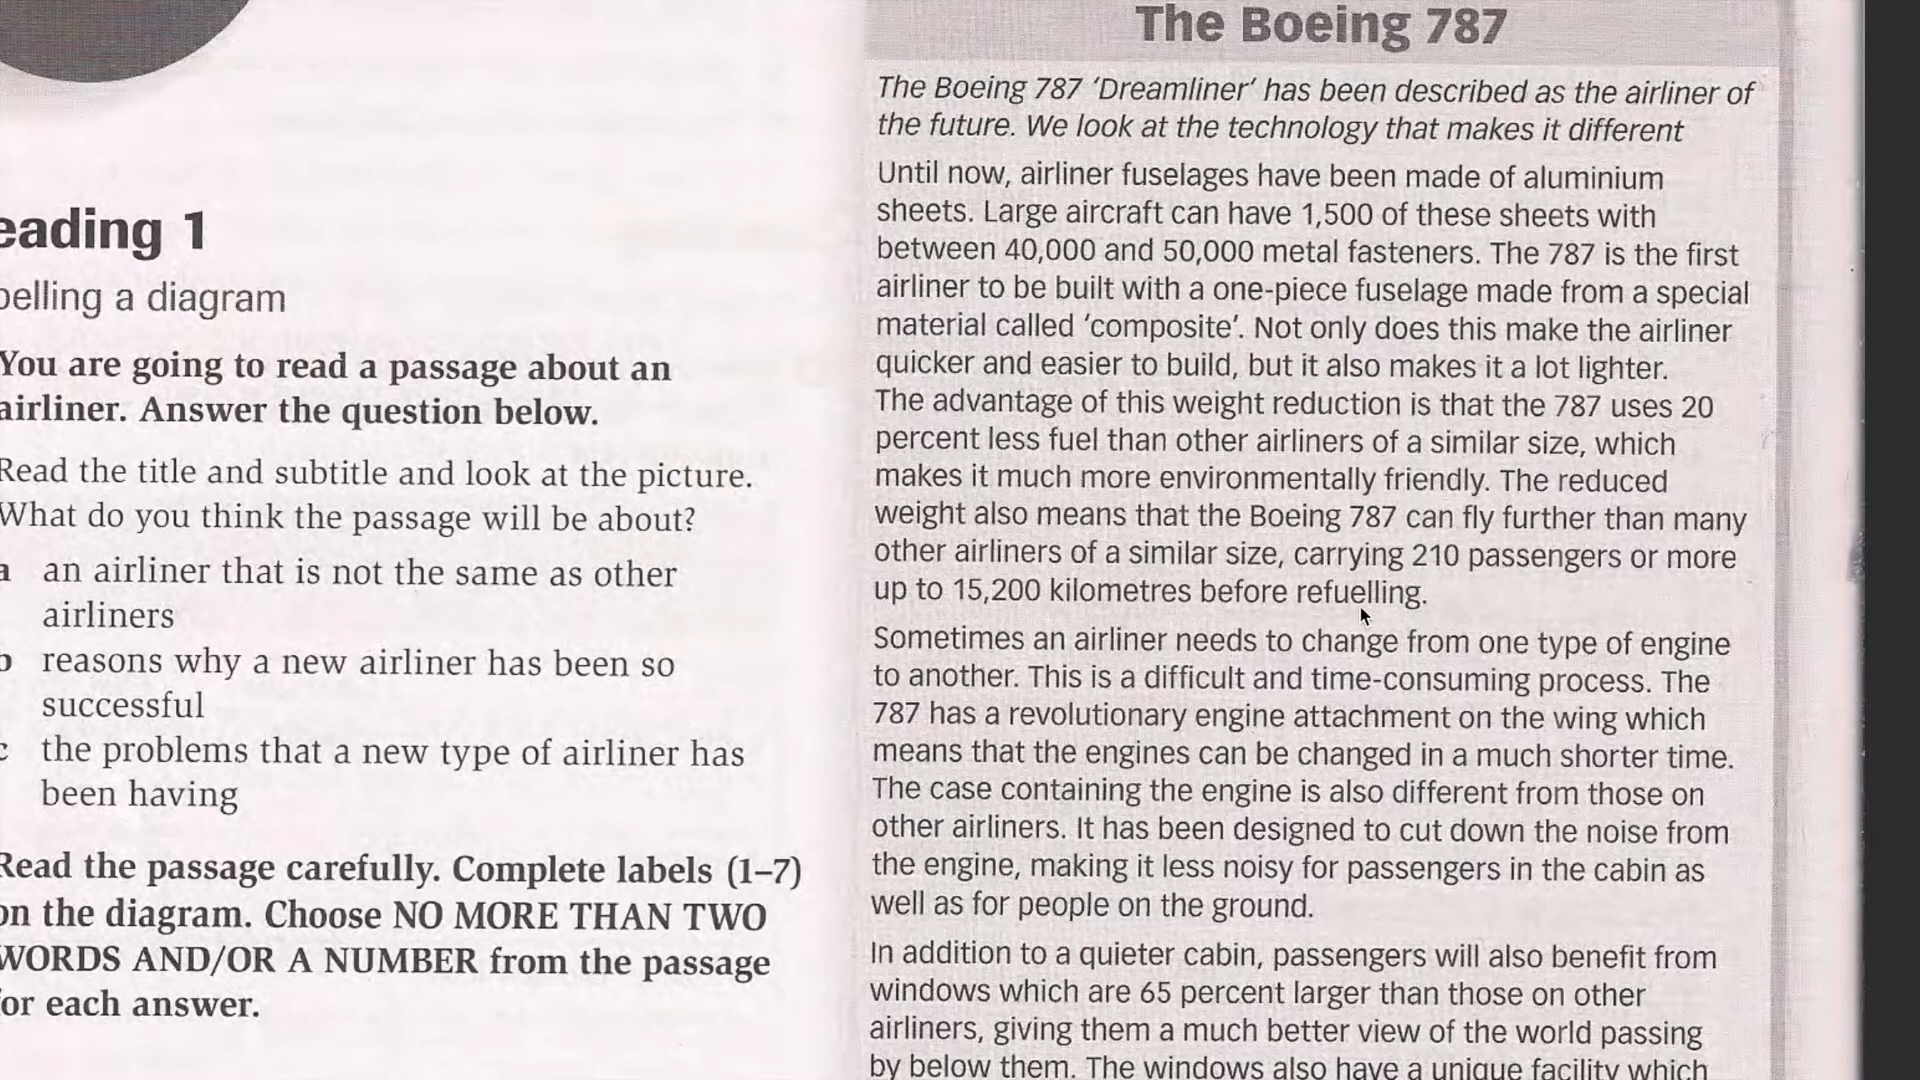 eading 1
belling a diagram
You are going to read a passage about an
airliner. Answer the question below.
Read the title and subtitle and look at the picture.
What do you think the passage will be about?
a an airliner that is not the same as other
airliners
b reasons why a new airliner has been so
successful
c the problems that a new type of airliner has
been having
Read the passage carefully. Complete labels (1–7)
on the diagram. Choose NO MORE THAN TWO
WORDS AND/OR A NUMBER from the passage
for each answer.
The Boeing 787
The Boeing 787 ‘Dreamliner’ has been described as the airliner of
the future. We look at the technology that makes it different
Until now, airliner fuselages have been made of aluminium
sheets. Large aircraft can have 1,500 of these sheets with
between 40,000 and 50,000 metal fasteners. The 787 is the first
airliner to be built with a one-piece fuselage made from a special
material called ‘composite’. Not only does this make the airliner
quicker and easier to build, but it also makes it a lot lighter.
The advantage of this weight reduction is that the 787 uses 20
percent less fuel than other airliners of a similar size, which
makes it much more environmentally friendly. The reduced
weight also means that the Boeing 787 can fly further than many
other airliners of a similar size, carrying 210 passengers or more
up to 15,200 kilometres before refuelling.
Sometimes an airliner needs to change from one type of engine
to another. This is a difficult and time-consuming process. The
787 has a revolutionary engine attachment on the wing which
means that the engines can be changed in a much shorter time.
The case containing the engine is also different from those on
other airliners. It has been designed to cut down the noise from
the engine, making it less noisy for passengers in the cabin as
well as for people on the ground.
In addition to a quieter cabin, passengers will also benefit from
windows which are 65 percent larger than those on other
airliners, giving them a much better view of the world passing
by below them. The windows also have a unique facility which